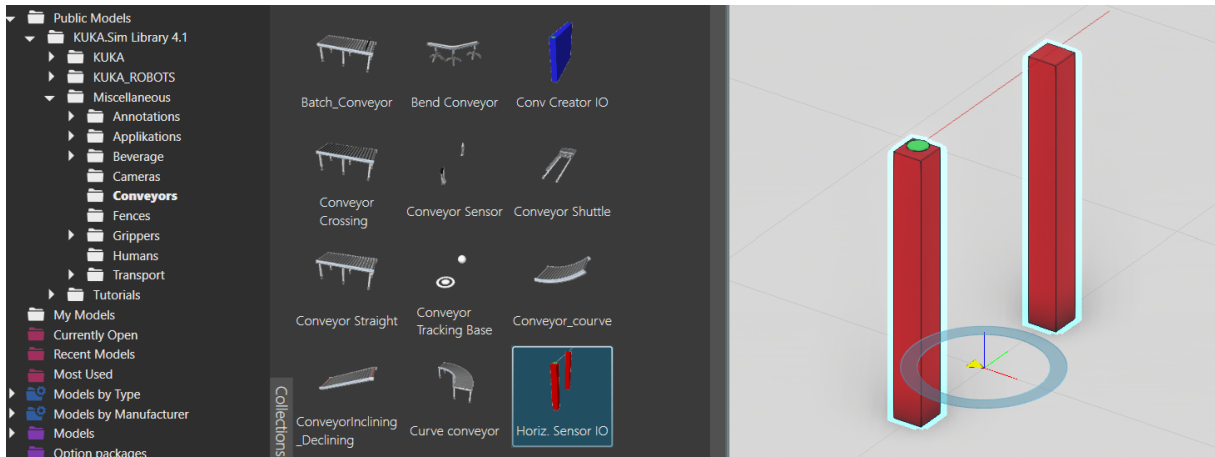 Public Models
KUKA.Sim Library 4.1
KUKA
KUKA_ROBOTS
Miscellaneous
Annotations
Applikations
Beverage
Cameras
Conveyors
Fences
Grippers
Humans
Transport
Tutorials
My Models
Currently Open
Recent Models
Most Used
Models by Type
Models by Manufacturer
Models
Option packages
Collections
Batch_Conveyor
Bend Conveyor
Conv Creator IO
Conveyor
Crossing
Conveyor Sensor
Conveyor Shuttle
Conveyor Straight
Conveyor
Tracking Base
Conveyor_courve
ConveyorInclining
_Declining
Curve conveyor
Horiz. Sensor IO